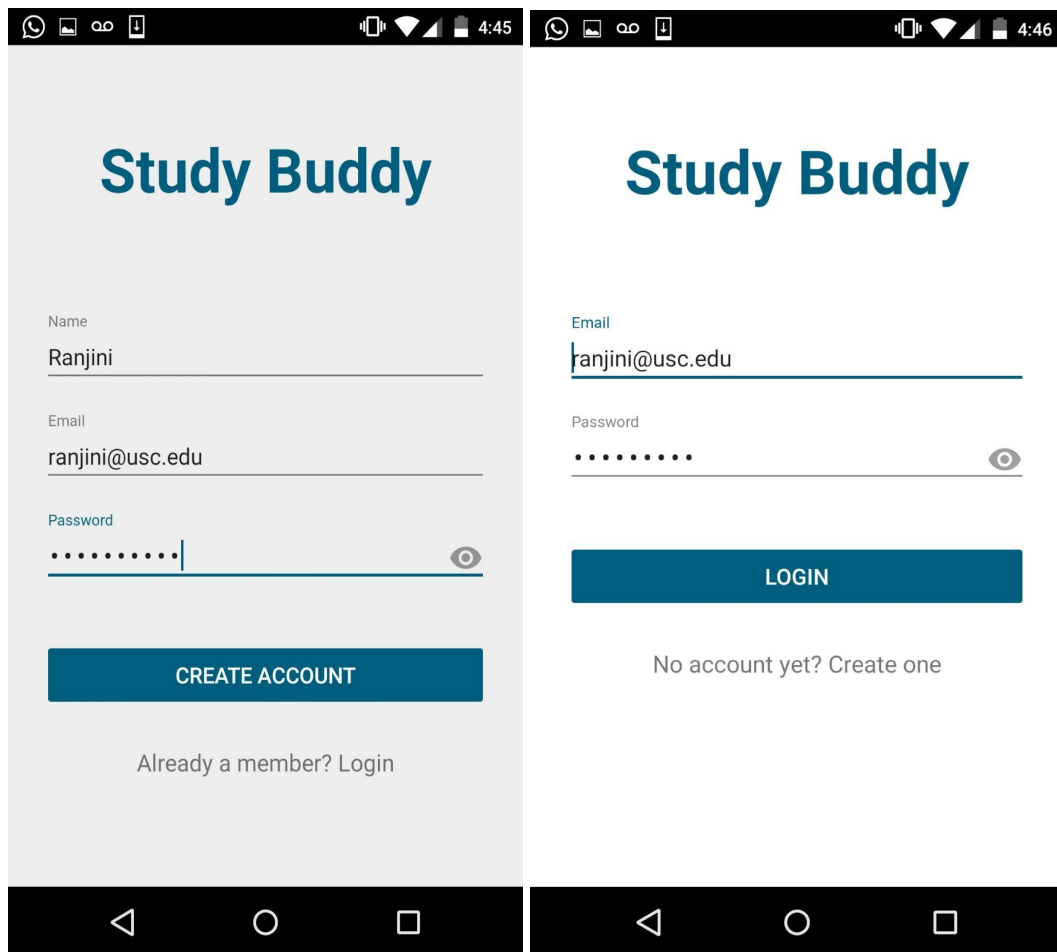 4:45
Study Buddy
Name
Ranjini
Email
ranjini@usc.edu
Password
••••••••••
CREATE ACCOUNT
Already a member? Login
4:46
Study Buddy
Email
ranjini@usc.edu
Password
•••••••••
LOGIN
No account yet? Create one